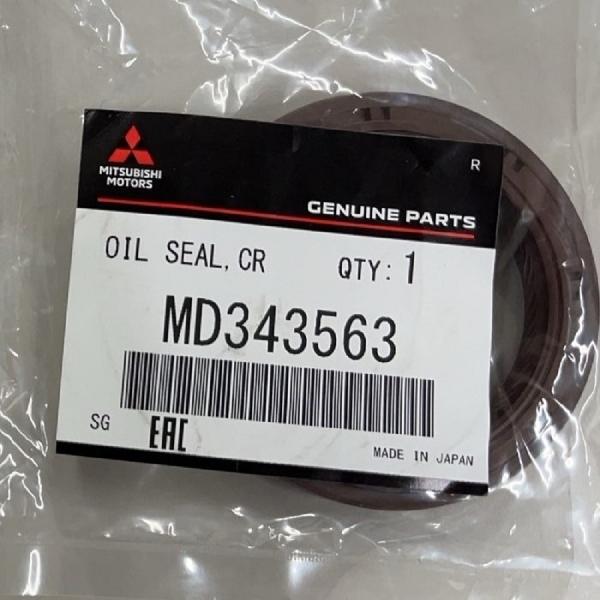 MITSUBISHI
MOTORS
R
GENUINE PARTS
OIL SEAL,CR QTY: 1
MD343563
SG EAC MADE IN JAPAN